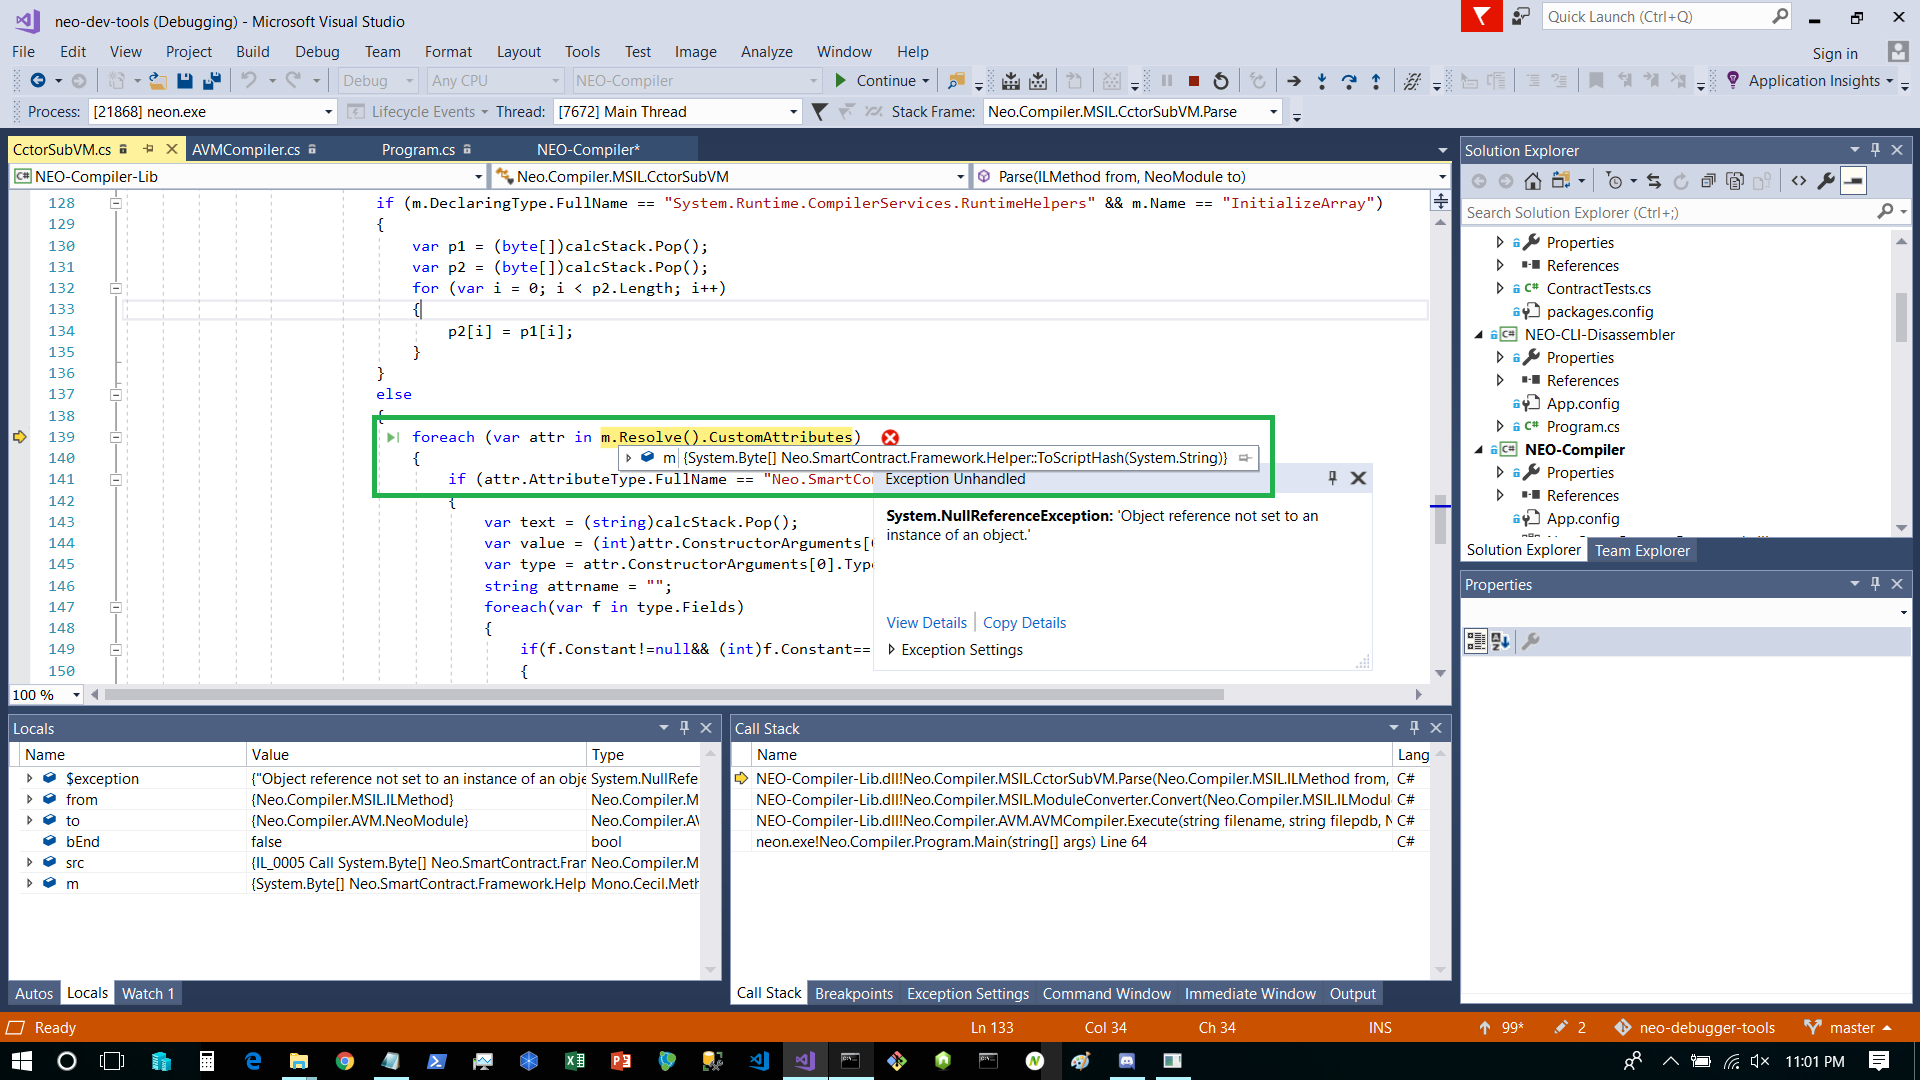 neo-dev-tools (Debugging) - Microsoft Visual Studio
Quick Launch (Ctrl+Q)
File Edit View Project Build Debug Team Format Layout Tools Test Image Analyze Window Help
Sign in
Debug Any CPU NEO-Compiler Continue Application Insights
Process: [21868] neon.exe Lifecycle Events Thread: [7672] Main Thread Stack Frame: Neo.Compiler.MSIL.CctorSubVM.Parse
CctorSubVM.cs AVMCompiler.cs Program.cs NEO-Compiler*
NEO-Compiler-Lib Neo.Compiler.MSIL.CctorSubVM Parse(ILMethod from, NeoModule to)
128 if (m.DeclaringType.FullName == "System.Runtime.CompilerServices.RuntimeHelpers" && m.Name == "InitializeArray")
129 {
130 var p1 = (byte[])calcStack.Pop();
131 var p2 = (byte[])calcStack.Pop();
132 for (var i = 0; i < p2.Length; i++)
133 {
134 p2[i] = p1[i];
135 }
136 }
137 else
138 {
139 foreach (var attr in m.Resolve().CustomAttributes)
140 {
m {System.Byte[] Neo.SmartContract.Framework.Helper::ToScriptHash(System.String)}
141 if (attr.AttributeType.FullName == "Neo.SmartCo
142 {
143 var text = (string)calcStack.Pop();
144 var value = (int)attr.ConstructorArguments[
145 var type = attr.ConstructorArguments[0].Typ
146 string attrname = "";
147 foreach(var f in type.Fields)
148 {
149 if(f.Constant!=null&& (int)f.Constant==
150 {
Exception Unhandled
System.NullReferenceException: 'Object reference not set to an
instance of an object.'
View Details Copy Details
Exception Settings
100 %
Solution Explorer
Search Solution Explorer (Ctrl+;)
Properties
References
C# ContractTests.cs
packages.config
C# NEO-CLI-Disassembler
Properties
References
App.config
C# Program.cs
C# NEO-Compiler
Properties
References
App.config
Solution Explorer Team Explorer
Properties
Locals
Name Value Type
$exception {"Object reference not set to an instance of an obje System.NullRefe
from {Neo.Compiler.MSIL.ILMethod} Neo.Compiler.M
to {Neo.Compiler.AVM.NeoModule} Neo.Compiler.AV
bEnd false bool
src {IL_0005 Call System.Byte[] Neo.SmartContract.Fram Neo.Compiler.M
m {System.Byte[] Neo.SmartContract.Framework.Help Mono.Cecil.Meth
Autos Locals Watch 1
Call Stack
Name Lang
NEO-Compiler-Lib.dll!Neo.Compiler.MSIL.CctorSubVM.Parse(Neo.Compiler.MSIL.ILMethod from, C#
NEO-Compiler-Lib.dll!Neo.Compiler.MSIL.ModuleConverter.Convert(Neo.Compiler.MSIL.ILModul C#
NEO-Compiler-Lib.dll!Neo.Compiler.AVM.AVMCompiler.Execute(string filename, string filepdb, N C#
neon.exe!Neo.Compiler.Program.Main(string[] args) Line 64 C#
Call Stack Breakpoints Exception Settings Command Window Immediate Window Output
Ready Ln 133 Col 34 Ch 34 INS 99* 2 neo-debugger-tools master
11:01 PM